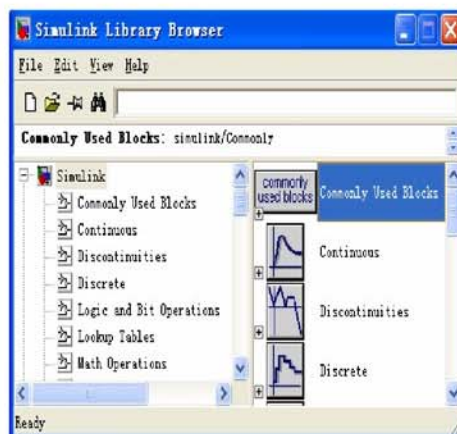 Simulink Library Browser
File Edit View Help
Commonly Used Blocks: simulink/Commonly
Simulink
Commonly Used Blocks
Continuous
Discontinuities
Discrete
Logic and Bit Operations
Lookup Tables
Math Operations
commonly
used blocks
Commonly Used Blocks
Continuous
Discontinuities
Discrete
Ready